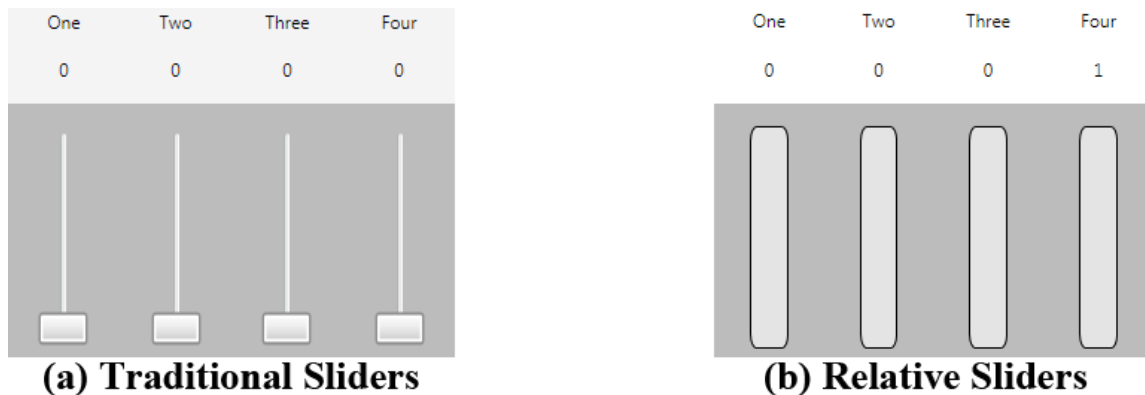 One Two Three Four
0 0 0 0
(a) Traditional Sliders
One Two Three Four
0 0 0 1
(b) Relative Sliders